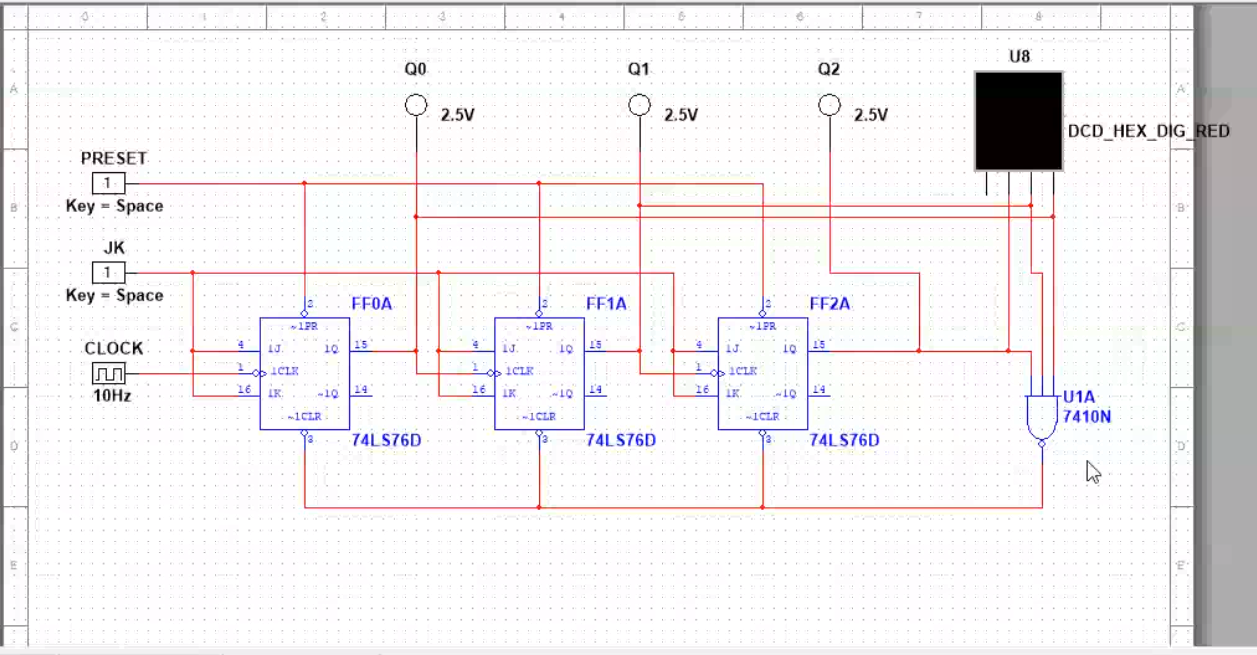 0 1 2 3 4 5 6 7 8
U8
Q0 Q1 Q2
A A
2.5V 2.5V 2.5V
DCD_HEX_DIG_RED
PRESET
1
Key = Space
B B
JK
1
Key = Space
2 FF0A 2 FF1A 2 FF2A
~1PR ~1PR ~1PR
C C
CLOCK
4 1J 1Q 15 4 1J 1Q 15 4 1J 1Q 15
1 1CLK 1 1CLK 1 1CLK
10Hz
16 1K ~1Q 14 16 1K ~1Q 14 16 1K ~1Q 14
U1A
7410N
~1CLR ~1CLR ~1CLR
3 74LS76D 3 74LS76D 3 74LS76D
D D
E E